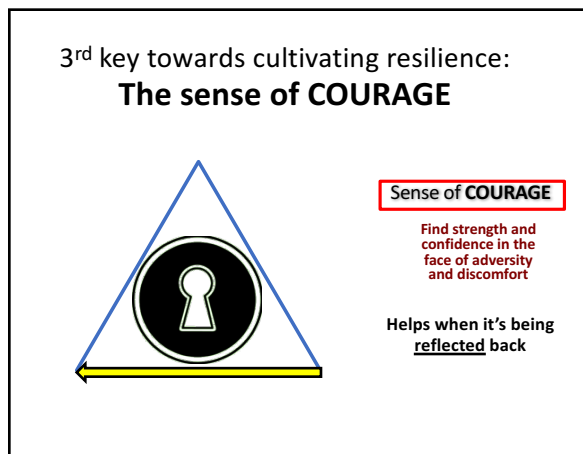 3rd key towards cultivating resilience:
The sense of COURAGE
Sense of COURAGE
Find strength and
confidence in the
face of adversity
and discomfort
Helps when it's being
reflected back